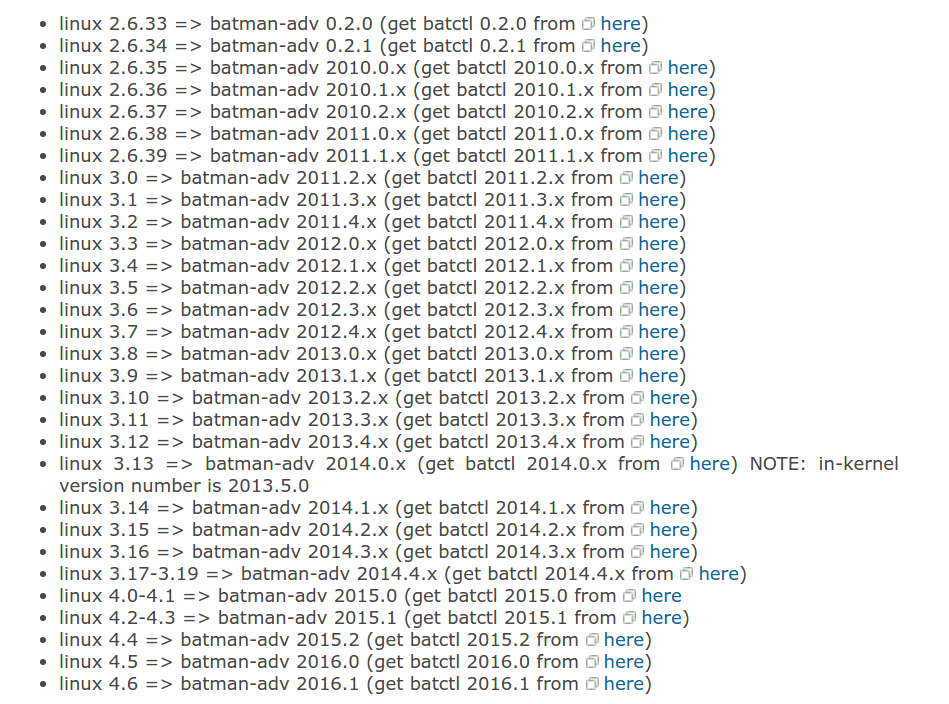 • linux 2.6.33 => batman-adv 0.2.0 (get batctl 0.2.0 from here)
• linux 2.6.34 => batman-adv 0.2.1 (get batctl 0.2.1 from here)
• linux 2.6.35 => batman-adv 2010.0.x (get batctl 2010.0.x from here)
• linux 2.6.36 => batman-adv 2010.1.x (get batctl 2010.1.x from here)
• linux 2.6.37 => batman-adv 2010.2.x (get batctl 2010.2.x from here)
• linux 2.6.38 => batman-adv 2011.0.x (get batctl 2011.0.x from here)
• linux 2.6.39 => batman-adv 2011.1.x (get batctl 2011.1.x from here)
• linux 3.0 => batman-adv 2011.2.x (get batctl 2011.2.x from here)
• linux 3.1 => batman-adv 2011.3.x (get batctl 2011.3.x from here)
• linux 3.2 => batman-adv 2011.4.x (get batctl 2011.4.x from here)
• linux 3.3 => batman-adv 2012.0.x (get batctl 2012.0.x from here)
• linux 3.4 => batman-adv 2012.1.x (get batctl 2012.1.x from here)
• linux 3.5 => batman-adv 2012.2.x (get batctl 2012.2.x from here)
• linux 3.6 => batman-adv 2012.3.x (get batctl 2012.3.x from here)
• linux 3.7 => batman-adv 2012.4.x (get batctl 2012.4.x from here)
• linux 3.8 => batman-adv 2013.0.x (get batctl 2013.0.x from here)
• linux 3.9 => batman-adv 2013.1.x (get batctl 2013.1.x from here)
• linux 3.10 => batman-adv 2013.2.x (get batctl 2013.2.x from here)
• linux 3.11 => batman-adv 2013.3.x (get batctl 2013.3.x from here)
• linux 3.12 => batman-adv 2013.4.x (get batctl 2013.4.x from here)
• linux 3.13 => batman-adv 2014.0.x (get batctl 2014.0.x from here) NOTE: in-kernel
version number is 2013.5.0
• linux 3.14 => batman-adv 2014.1.x (get batctl 2014.1.x from here)
• linux 3.15 => batman-adv 2014.2.x (get batctl 2014.2.x from here)
• linux 3.16 => batman-adv 2014.3.x (get batctl 2014.3.x from here)
• linux 3.17-3.19 => batman-adv 2014.4.x (get batctl 2014.4.x from here)
• linux 4.0-4.1 => batman-adv 2015.0 (get batctl 2015.0 from here
• linux 4.2-4.3 => batman-adv 2015.1 (get batctl 2015.1 from here)
• linux 4.4 => batman-adv 2015.2 (get batctl 2015.2 from here)
• linux 4.5 => batman-adv 2016.0 (get batctl 2016.0 from here)
• linux 4.6 => batman-adv 2016.1 (get batctl 2016.1 from here)